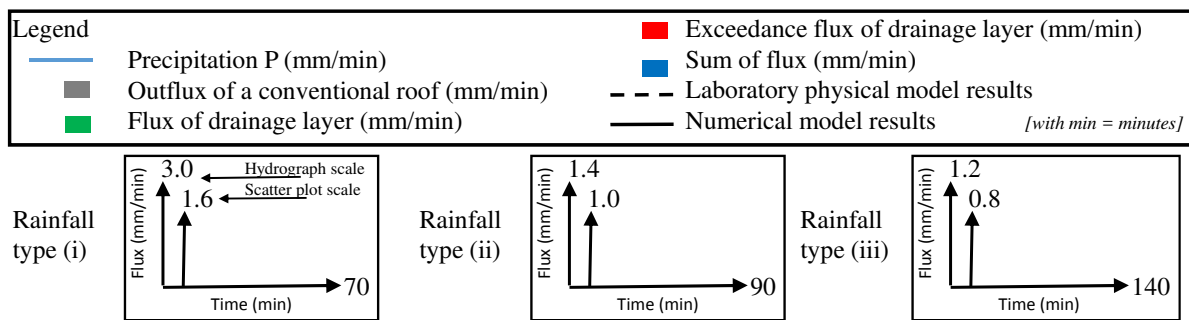 Legend
Precipitation P (mm/min)
Outflux of a conventional roof (mm/min)
Flux of drainage layer (mm/min)
Exceedance flux of drainage layer (mm/min)
Sum of flux (mm/min)
Laboratory physical model results
Numerical model results [with min = minutes]
Rainfall type (i)
3.0 Hydrograph scale
1.6 Scatter plot scale
Flux (mm/min)
Time (min) 70
Rainfall type (ii)
1.4
1.0
Flux (mm/min)
Time (min) 90
Rainfall type (iii)
1.2
0.8
Flux (mm/min)
Time (min) 140